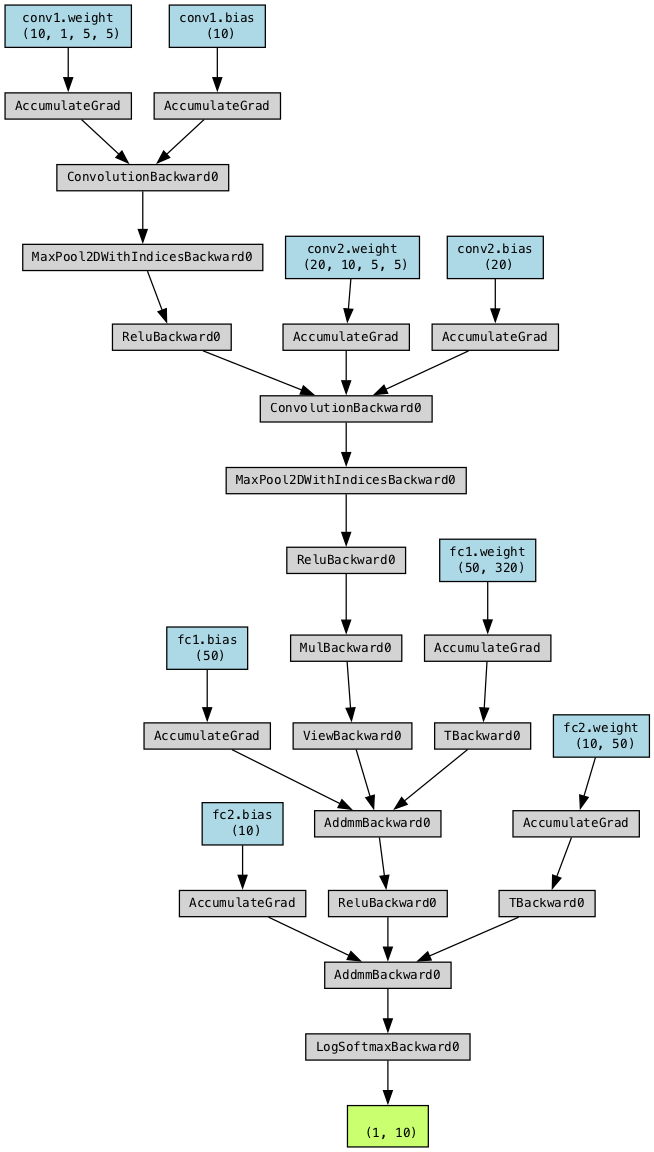 conv1.weight
(10, 1, 5, 5)
conv1.bias
(10)
AccumulateGrad
AccumulateGrad
ConvolutionBackward0
MaxPool2DWithIndicesBackward0
conv2.weight
(20, 10, 5, 5)
conv2.bias
(20)
ReluBackward0
AccumulateGrad
AccumulateGrad
ConvolutionBackward0
MaxPool2DWithIndicesBackward0
ReluBackward0
fc1.weight
(50, 320)
fc1.bias
(50)
MulBackward0
AccumulateGrad
AccumulateGrad
ViewBackward0
TBackward0
fc2.weight
(10, 50)
fc2.bias
(10)
AddmmBackward0
AccumulateGrad
AccumulateGrad
ReluBackward0
TBackward0
AddmmBackward0
LogSoftmaxBackward0
(1, 10)